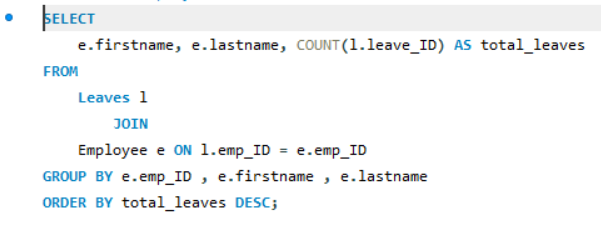 SELECT
e.firstname, e.lastname, COUNT(l.leave_ID) AS total_leaves
FROM
Leaves l
JOIN
Employee e ON l.emp_ID = e.emp_ID
GROUP BY e.emp_ID , e.firstname , e.lastname
ORDER BY total_leaves DESC;